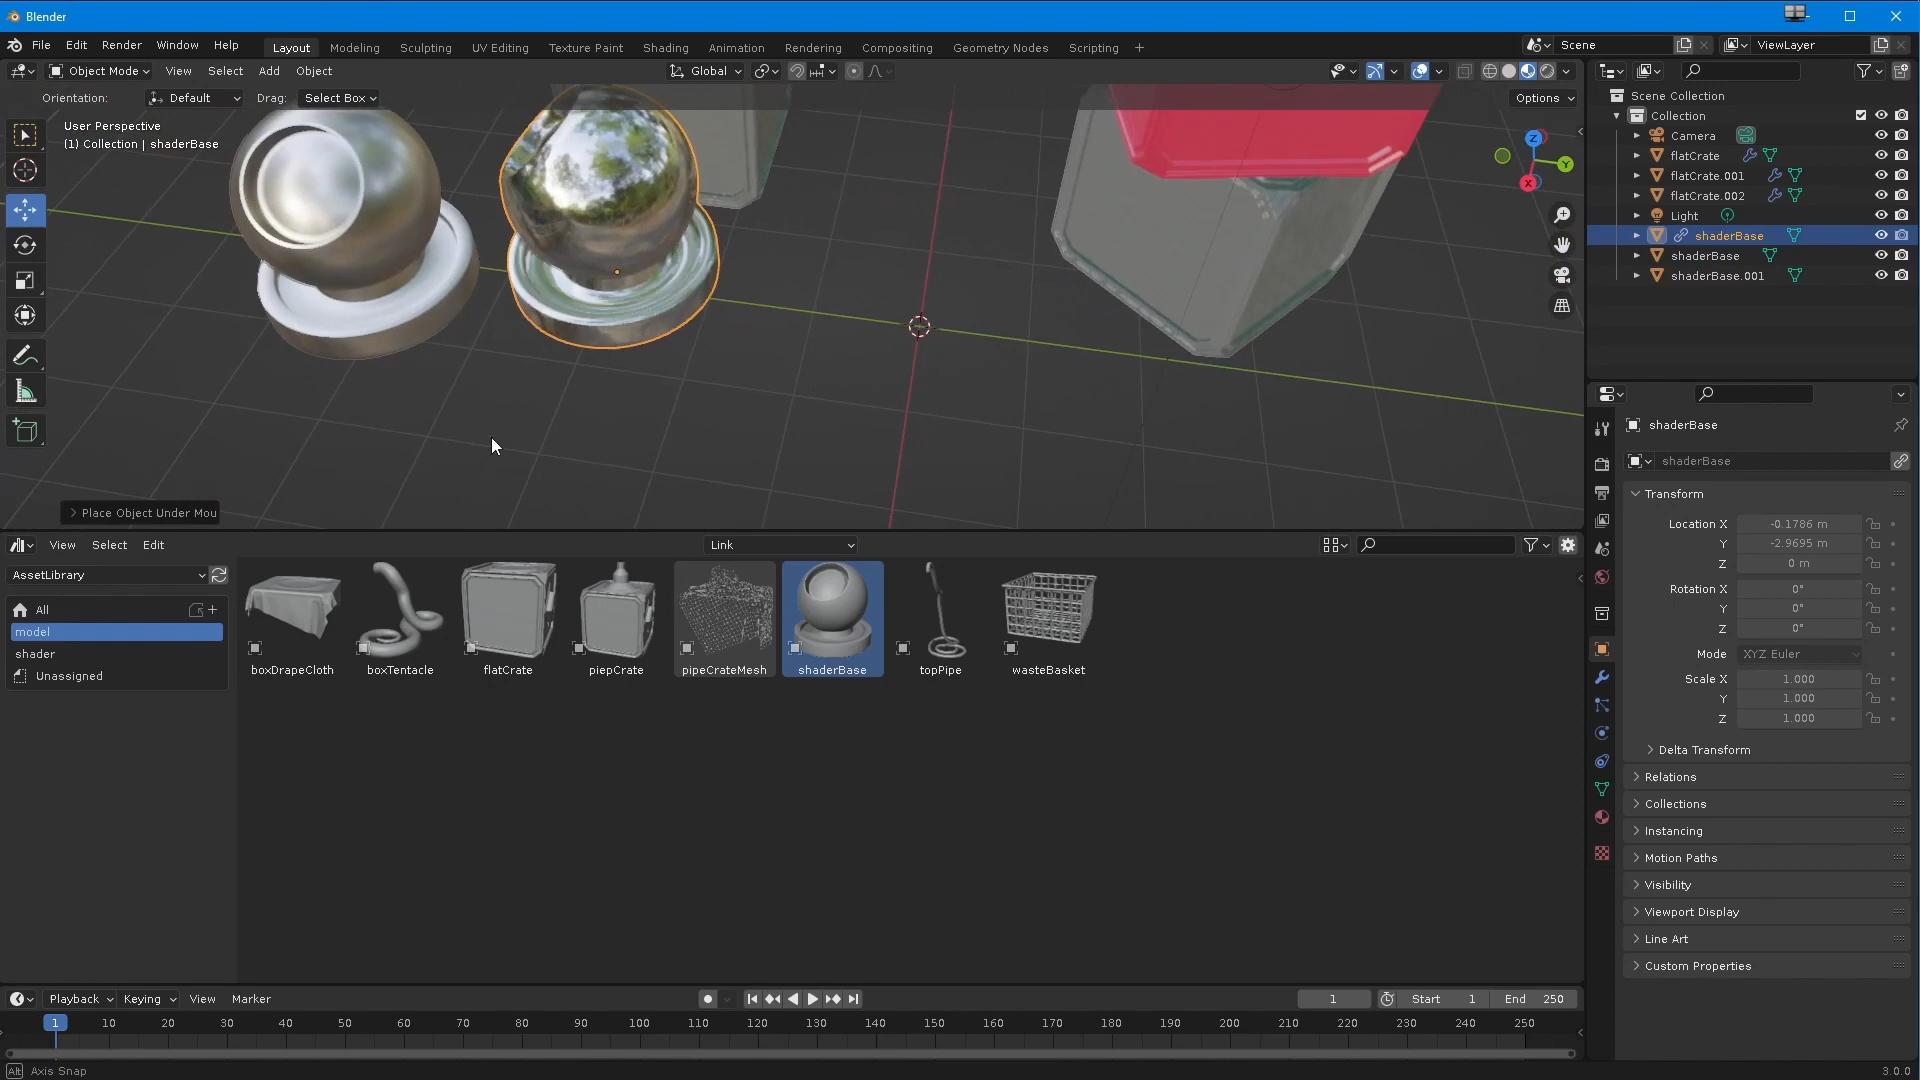 Blender
File Edit Render Window Help Layout Modeling Sculpting UV Editing Texture Paint Shading Animation Rendering Compositing Geometry Nodes Scripting + Scene ViewLayer
Object Mode View Select Add Object Global
Orientation: Default Drag: Select Box Options
User Perspective
(1) Collection | shaderBase
Z
Y
X
Place Object Under Mou
Scene Collection
Collection
Camera
flatCrate
flatCrate.001
flatCrate.002
Light
shaderBase
shaderBase
shaderBase.001
shaderBase
shaderBase
Transform
Location X -0.1786 m
Y -2.9695 m
Z 0 m
Rotation X 0°
Y 0°
Z 0°
Mode XYZ Euler
Scale X 1.000
Y 1.000
Z 1.000
Delta Transform
Relations
Collections
Instancing
Motion Paths
Visibility
Viewport Display
Line Art
Custom Properties
View Select Edit Link
AssetLibrary
All
model
shader
Unassigned
boxDrapeCloth boxTentacle flatCrate piepCrate pipeCrateMesh shaderBase topPipe wasteBasket
Playback Keying View Marker 1 Start 1 End 250
1 10 20 30 40 50 60 70 80 90 100 110 120 130 140 150 160 170 180 190 200 210 220 230 240 250
Alt Axis Snap 3.0.0